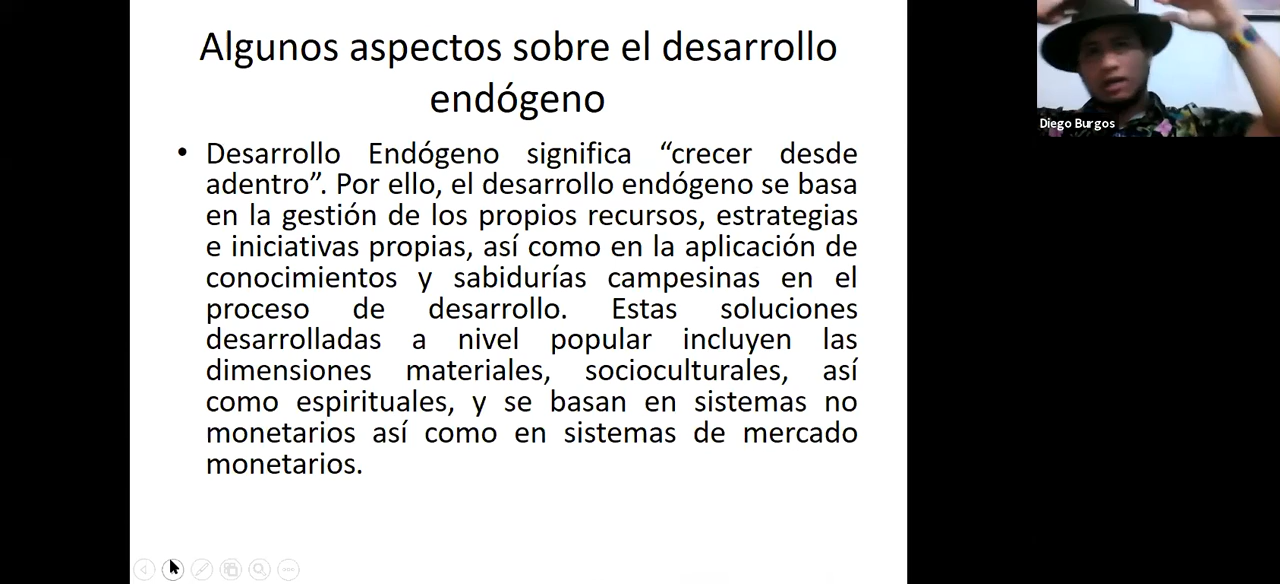 Algunos aspectos sobre el desarrollo
endógeno
• Desarrollo Endógeno significa “crecer desde
adentro”. Por ello, el desarrollo endógeno se basa
en la gestión de los propios recursos, estrategias
e iniciativas propias, así como en la aplicación de
conocimientos y sabidurías campesinas en el
proceso de desarrollo. Estas soluciones
desarrolladas a nivel popular incluyen las
dimensiones materiales, socioculturales, así
como espirituales, y se basan en sistemas no
monetarios así como en sistemas de mercado
monetarios.
Diego Burgos